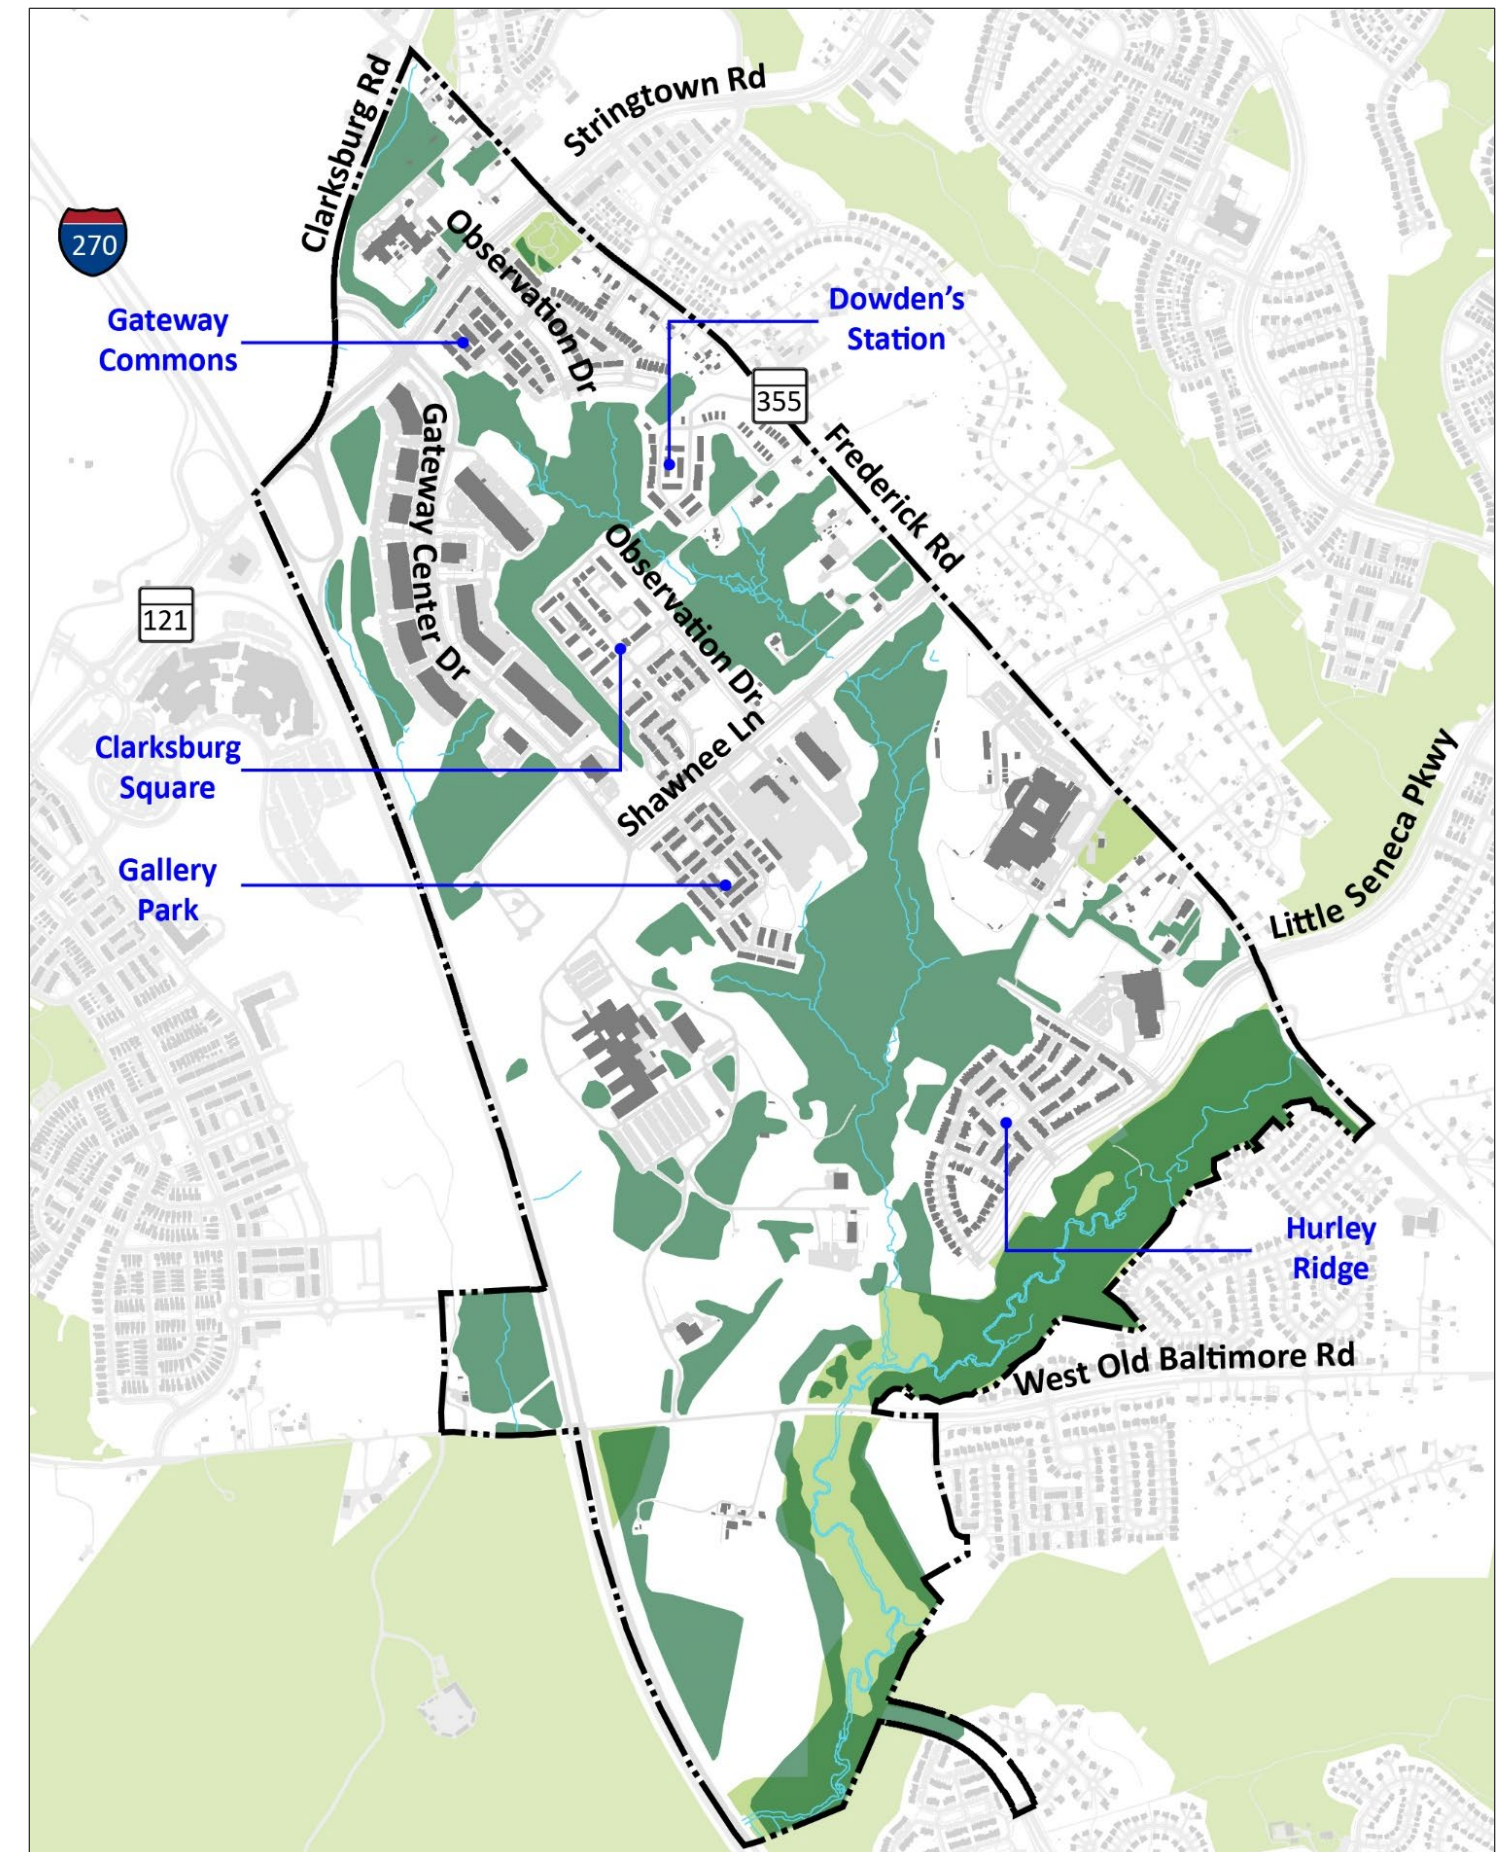 Clarksburg Rd
Stringtown Rd
270
Observation Dr
Gateway
Commons
Dowden's
Station
355
Gateway Center Dr
Frederick Rd
Observation Dr
121
Clarksburg
Square
Shawnee Ln
Little Seneca Pkwy
Gallery
Park
Hurley
Ridge
West Old Baltimore Rd